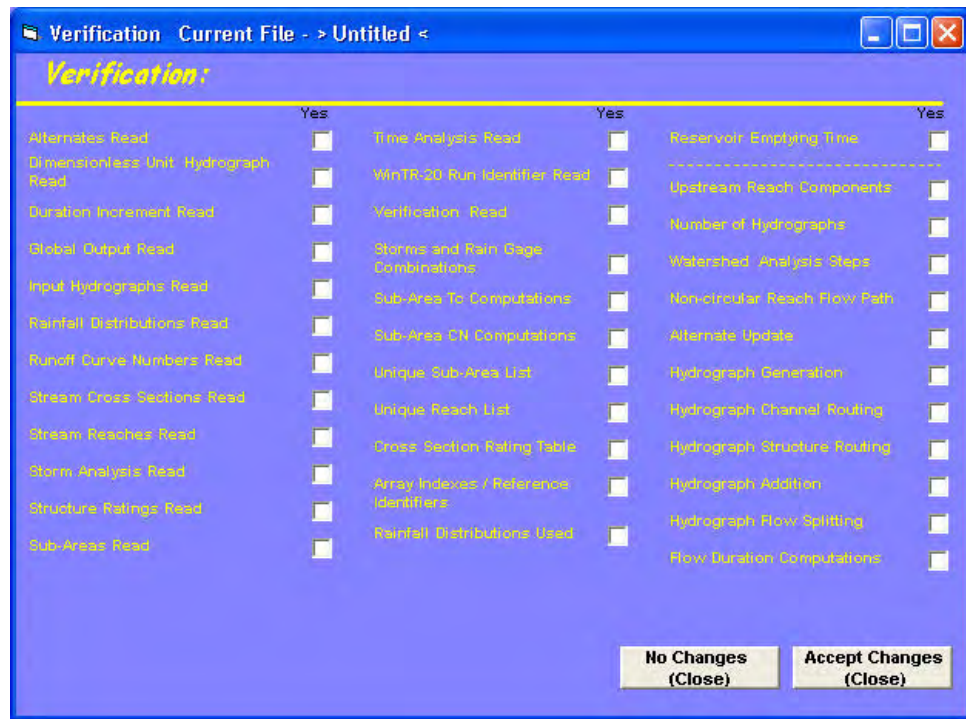 Verification Current File - > Untitled <
Verification:
Yes
Alternates Read
Dimensionless Unit Hydrograph
Read
Duration Increment Read
Global Output Read
Input Hydrographs Read
Rainfall Distributions Read
Runoff Curve Numbers Read
Stream Cross Sections Read
Stream Reaches Read
Storm Analysis Read
Structure Ratings Read
Sub-Areas Read
Yes
Time Analysis Read
WinTR-20 Run Identifier Read
Verification Read
Storms and Rain Gage
Combinations
Sub-Area Tc Computations
Sub-Area CN Computations
Unique Sub-Area List
Unique Reach List
Cross Section Rating Table
Array Indexes / Reference
Identifiers
Rainfall Distributions Used
Yes
Reservoir Emptying Time
Upstream Reach Components
Number of Hydrographs
Watershed Analysis Steps
Non-circular Reach Flow Path
Alternate Update
Hydrograph Generation
Hydrograph Channel Routing
Hydrograph Structure Routing
Hydrograph Addition
Hydrograph Flow Splitting
Flow Duration Computations
No Changes
(Close)
Accept Changes
(Close)